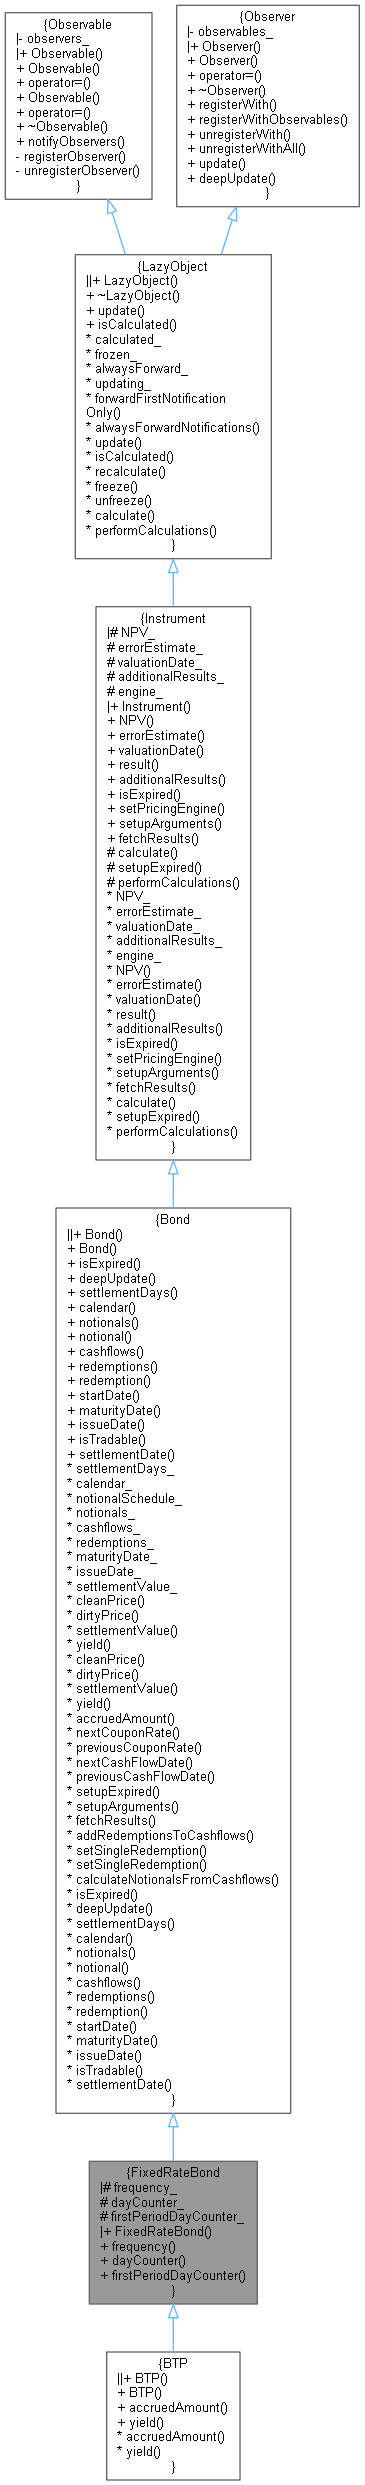 {Observable
|- observers_
|+ Observable()
+ Observable()
+ operator=()
+ Observable()
+ operator=()
+ ~Observable()
+ notifyObservers()
- registerObserver()
- unregisterObserver()
}
{Observer
|- observables_
|+ Observer()
+ Observer()
+ operator=()
+ ~Observer()
+ registerWith()
+ registerWithObservables()
+ unregisterWith()
+ unregisterWithAll()
+ update()
+ deepUpdate()
}
{LazyObject
||+ LazyObject()
+ ~LazyObject()
+ update()
+ isCalculated()
* calculated_
* frozen_
* alwaysForward_
* updating_
* forwardFirstNotification
Only()
* alwaysForwardNotifications()
* update()
* isCalculated()
* recalculate()
* freeze()
* unfreeze()
* calculate()
* performCalculations()
}
{Instrument
|# NPV_
# errorEstimate_
# valuationDate_
# additionalResults_
# engine_
|+ Instrument()
+ NPV()
+ errorEstimate()
+ valuationDate()
+ result()
+ additionalResults()
+ isExpired()
+ setPricingEngine()
+ setupArguments()
+ fetchResults()
# calculate()
# setupExpired()
# performCalculations()
* NPV_
* errorEstimate_
* valuationDate_
* additionalResults_
* engine_
* NPV()
* errorEstimate()
* valuationDate()
* result()
* additionalResults()
* isExpired()
* setPricingEngine()
* setupArguments()
* fetchResults()
* calculate()
* setupExpired()
* performCalculations()
}
{Bond
||+ Bond()
+ Bond()
+ isExpired()
+ deepUpdate()
+ settlementDays()
+ calendar()
+ notionals()
+ notional()
+ cashflows()
+ redemptions()
+ redemption()
+ startDate()
+ maturityDate()
+ issueDate()
+ isTradable()
+ settlementDate()
* settlementDays_
* calendar_
* notionalSchedule_
* notionals_
* cashflows_
* redemptions_
* maturityDate_
* issueDate_
* settlementValue_
* cleanPrice()
* dirtyPrice()
* settlementValue()
* yield()
* cleanPrice()
* dirtyPrice()
* settlementValue()
* yield()
* accruedAmount()
* nextCouponRate()
* previousCouponRate()
* nextCashFlowDate()
* previousCashFlowDate()
* setupExpired()
* setupArguments()
* fetchResults()
* addRedemptionsToCashflows()
* setSingleRedemption()
* setSingleRedemption()
* calculateNotionalsFromCashflows()
* isExpired()
* deepUpdate()
* settlementDays()
* calendar()
* notionals()
* notional()
* cashflows()
* redemptions()
* redemption()
* startDate()
* maturityDate()
* issueDate()
* isTradable()
* settlementDate()
}
{FixedRateBond
|# frequency_
# dayCounter_
# firstPeriodDayCounter_
|+ FixedRateBond()
+ frequency()
+ dayCounter()
+ firstPeriodDayCounter()
}
{BTP
||+ BTP()
+ BTP()
+ accruedAmount()
+ yield()
* accruedAmount()
* yield()
}